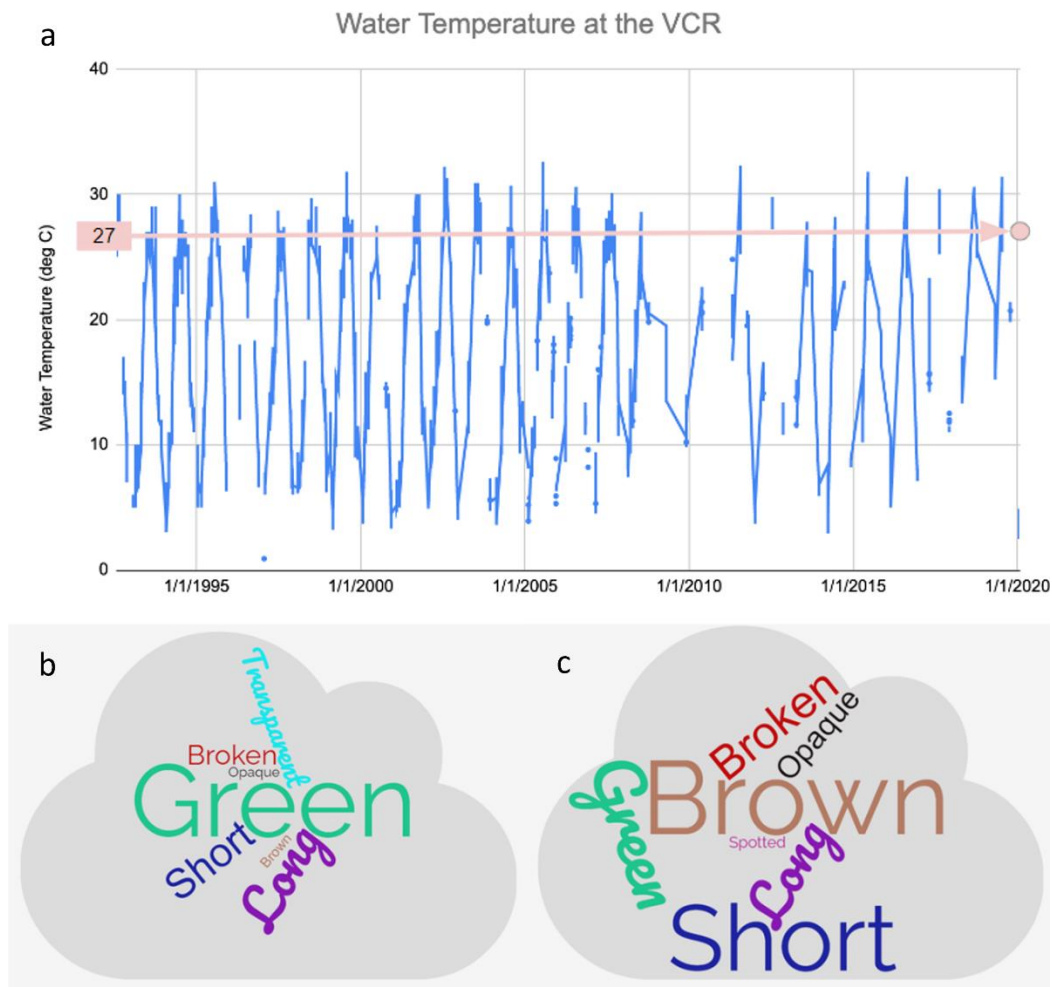 a
Water Temperature at the VCR
40
30
27
20
10
0
Water Temperature (deg C)
1/1/1995
1/1/2000
1/1/2005
1/1/2010
1/1/2015
1/1/2020
b
Transparent
Broken
Opaque
Green
Short
Brown
Long
c
Broken
Opaque
Green
Brown
Spotted
Long
Short